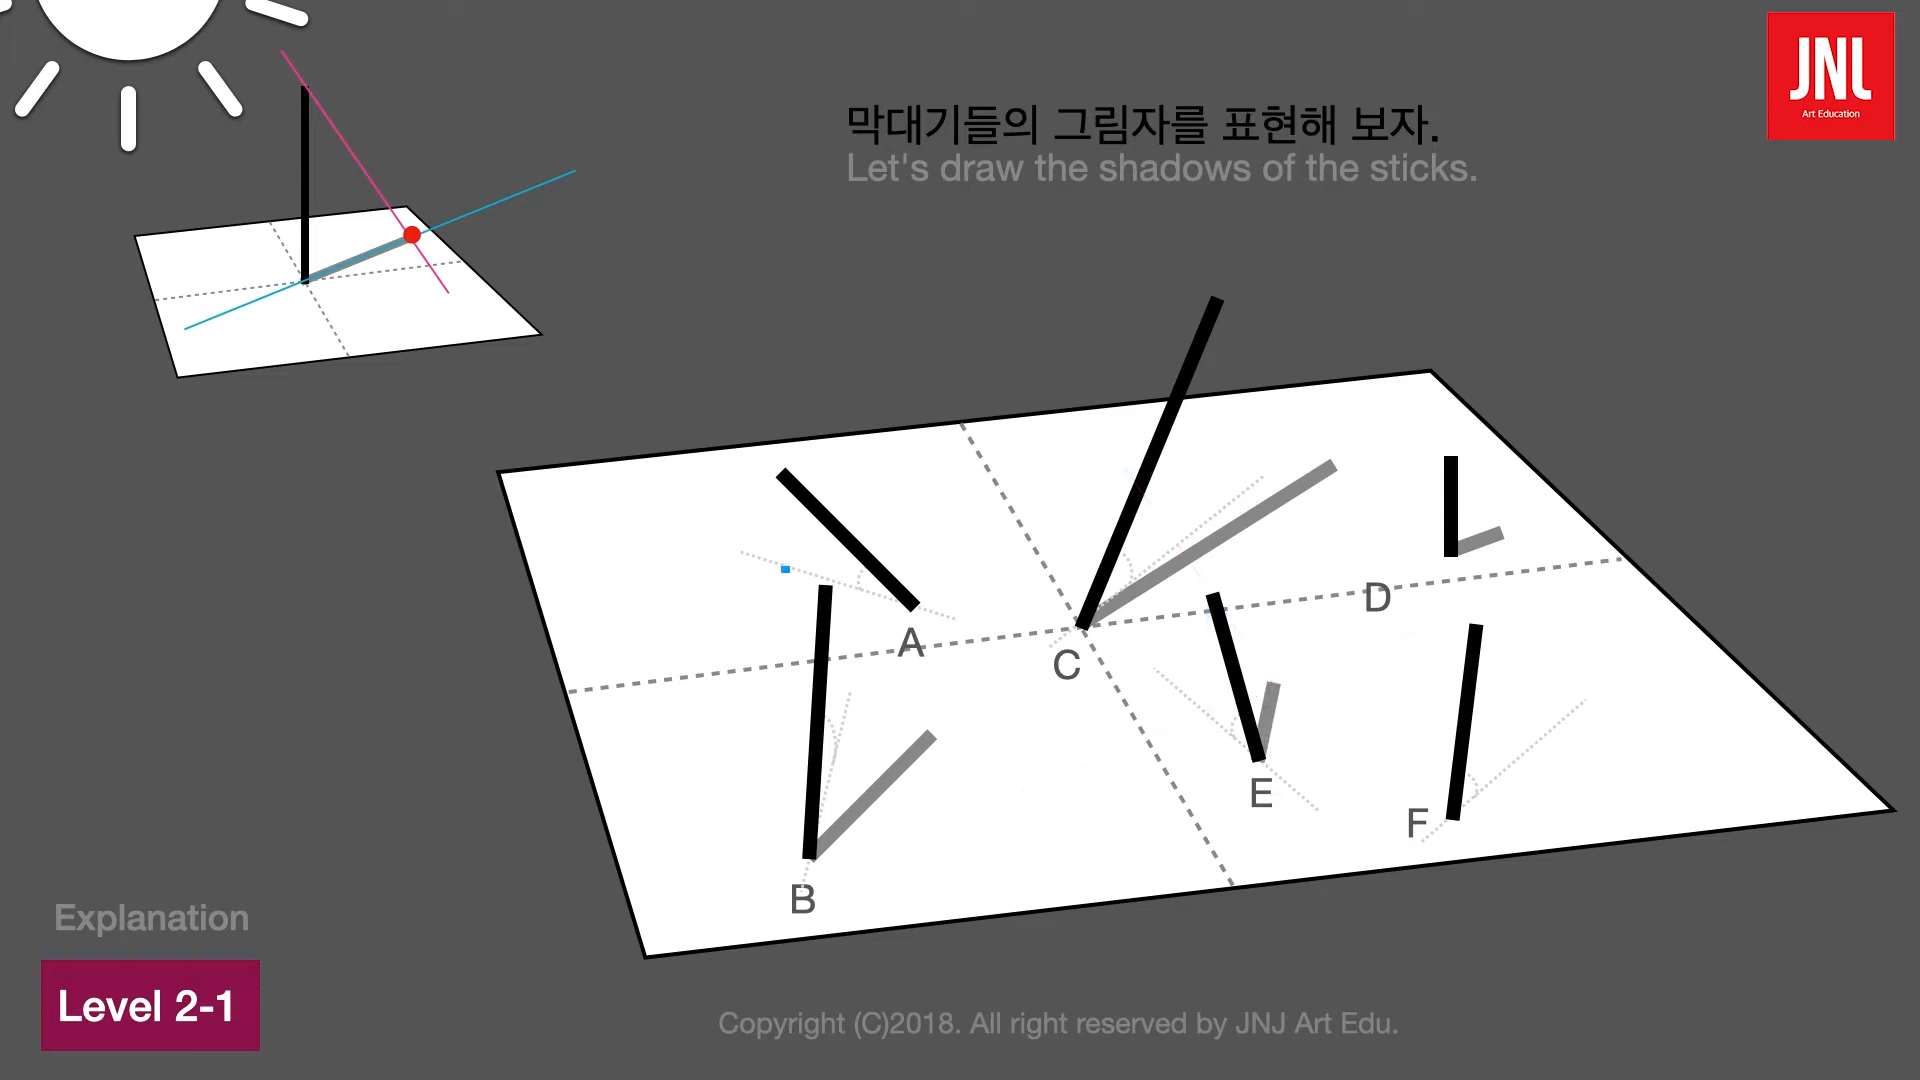 JNL
Art Education
막대기들의 그림자를 표현해 보자.
Let's draw the shadows of the sticks.
A
B
C
D
E
F
Explanation
Level 2-1
Copyright (C)2018. All right reserved by JNJ Art Edu.